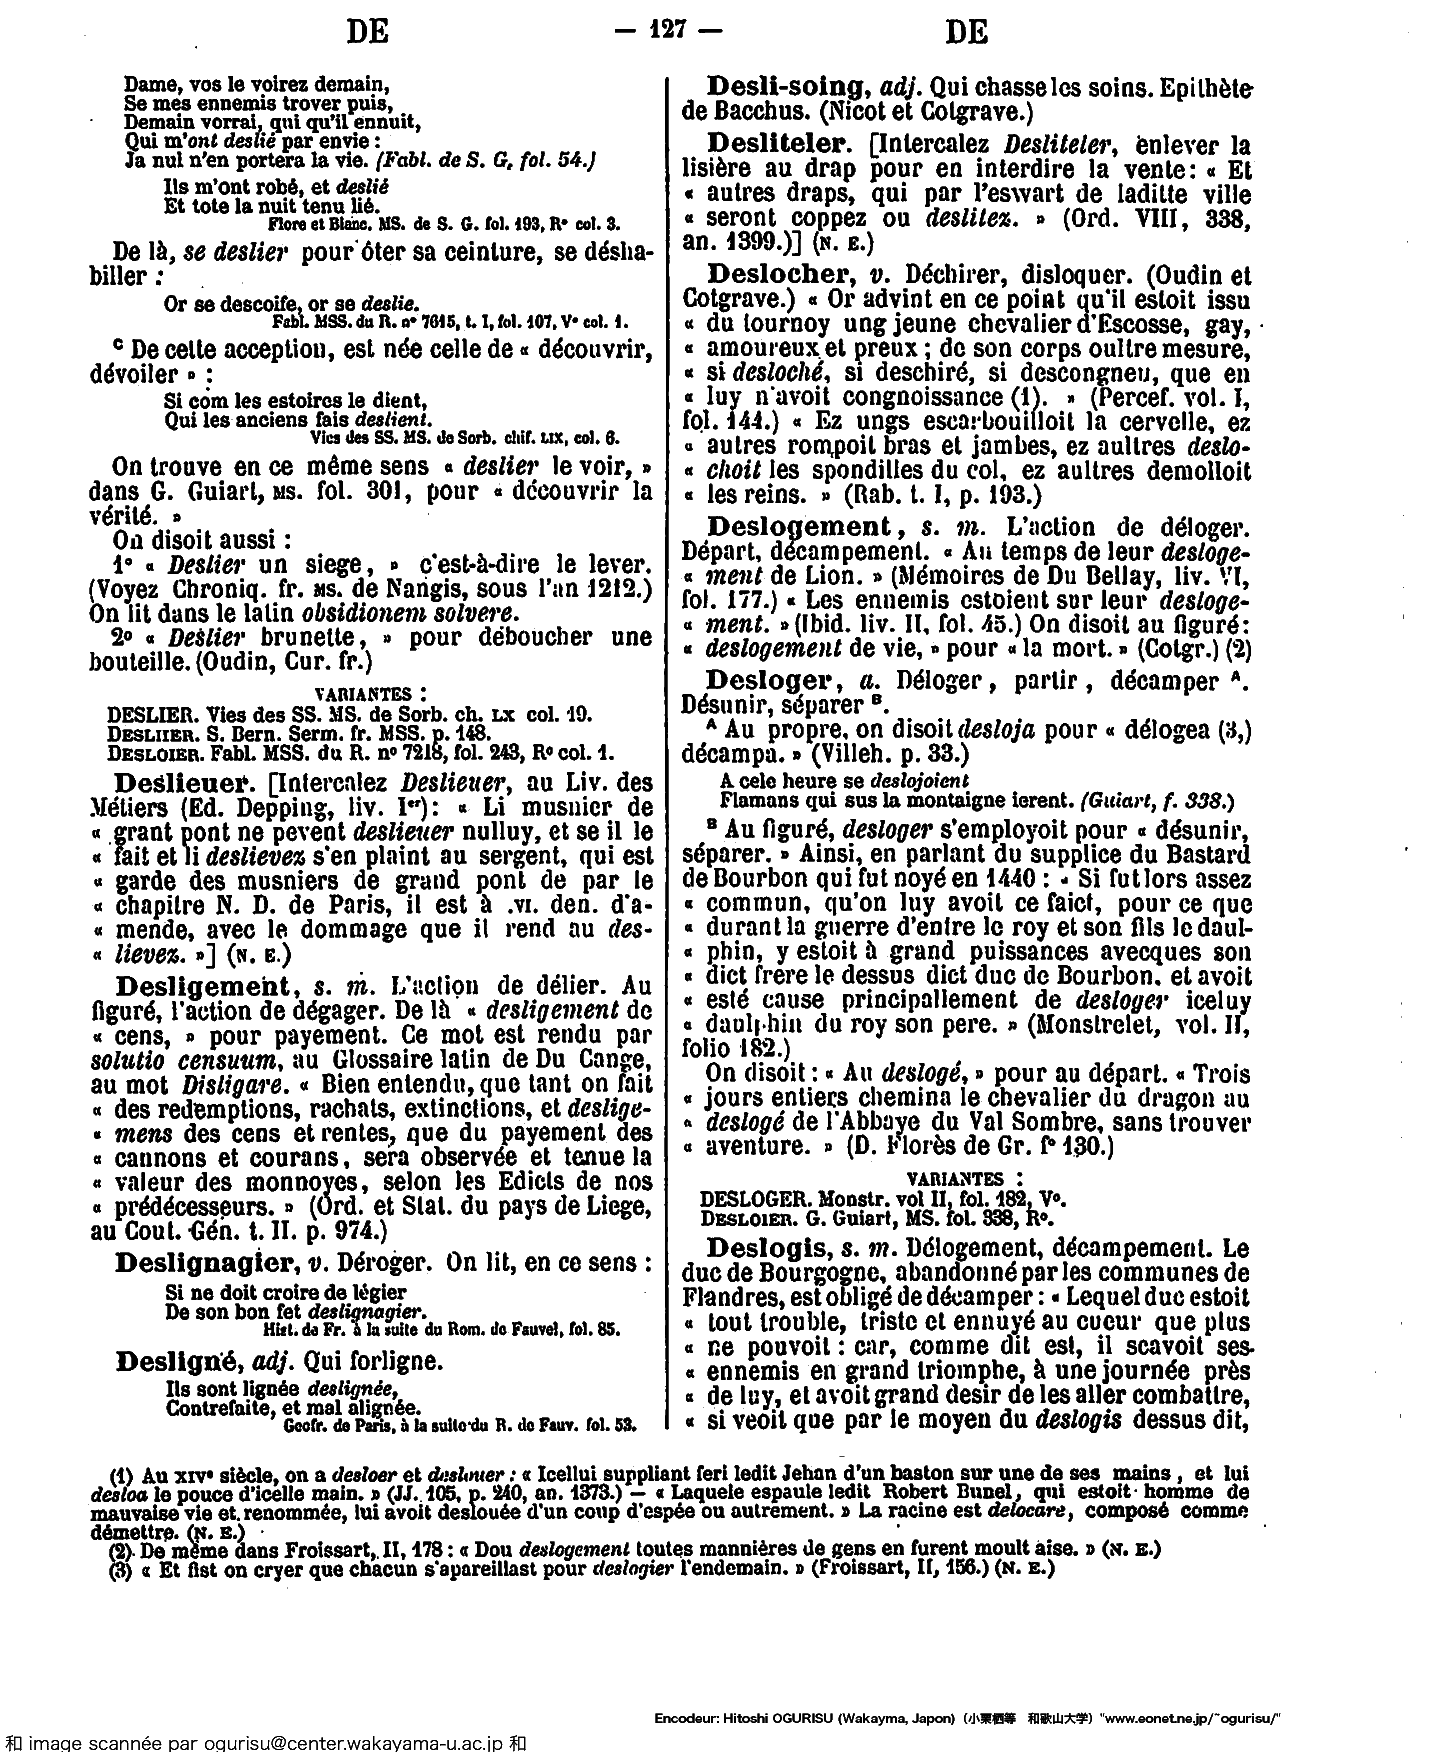 DE — 127 — DE
Dame, vos le voirez demain,
Se mes ennemis trover puis,
Demain vorrai, qui qu'il ennuit,
Qui m'ont deslié par envie :
Ja nul n'en portera la vie. (Fabl. de S. G, fol. 54.)
Ils m'ont robé, et deslié
Et tote la nuit tenu lié.
Flore et Blanc. MS. de S. G. fol. 193, R° col. 3.
De là, se deslier pour ôter sa ceinture, se désha-
biller :
Or se descoife, or se deslie.
Fabl. MSS. du R. n° 7615, t. I, fol. 107, V° col. 1.
C De cette acception, est née celle de « découvrir,
dévoiler » :
Si com les estoires le dient,
Qui les anciens fais deslient.
Vies des SS. MS. de Sorb. chif. LIX, col. 6.
On trouve en ce même sens « deslier le voir, »
dans G. Guiart, MS. fol. 301, pour « découvrir la
vérité. »
On disoit aussi :
1° « Deslier un siege, » c'est-à-dire le lever.
(Voyez Chroniq. fr. MS. de Nangis, sous l'an 1212.)
On lit dans le latin obsidionem solvere.
2° « Deslier brunette, » pour déboucher une
bouteille. (Oudin, Cur. fr.)
VARIANTES :
DESLIER. Vies des SS. MS. de Sorb. ch. LX col. 19.
DESLIIER. S. Bern. Serm. fr. MSS. p. 148.
DESLOIER. Fabl. MSS. du R. n° 7218, fol. 243, R° col. 1.
Deslieuer. [Intercalez Deslieuer, au Liv. des
Métiers (Ed. Depping, liv. Ier): « Li musnier de
« grant pont ne pevent deslieuer nulluy, et se il le
« fait et li deslievez s'en plaint au sergent, qui est
« garde des musniers de grand pont de par le
« chapitre N. D. de Paris, il est à .VI. den. d'a-
« mende, avec le dommage que il rend au des-
« lievez. »] (N. E.)
Desligement, s. m. L'action de délier. Au
figuré, l'action de dégager. De là « desligement de
« cens, » pour payement. Ce mot est rendu par
solutio censuum, au Glossaire latin de Du Cange,
au mot Disligare. « Bien entendu, que tant on fait
« des redemptions, rachats, extinctions, et deslige-
« mens des cens et rentes, que du payement des
« cannons et courans, sera observée et tenue la
« valeur des monnoyes, selon les Edicts de nos
« prédécesseurs. » (Ord. et Stat. du pays de Liege,
au Cout. Gén. t. II. p. 974.)
Deslignagier, v. Déroger. On lit, en ce sens :
Si ne doit croire de légier
De son bon fet deslignagier.
Hist. de Fr. à la suite du Rom. de Fauvel, fol. 85.
Desligné, adj. Qui forligne.
Ils sont lignée deslignée,
Contrefaite, et mal alignée.
Geofr. de Paris, à la suite du R. de Fauv. fol. 53.
Desli-soing, adj. Qui chasse les soins. Epithète
de Bacchus. (Nicot et Cotgrave.)
Desliteler. [Intercalez Desliteler, enlever la
lisière au drap pour en interdire la vente: « Et
« autres draps, qui par l'eswart de laditte ville
« seront coppez ou deslitez. » (Ord. VIII, 338,
an. 1399.)] (N. E.)
Deslocher, v. Déchirer, disloquer. (Oudin et
Cotgrave.) « Or advint en ce point qu'il estoit issu
« du tournoy ung jeune chevalier d'Escosse, gay,
« amoureux et preux ; de son corps oultre mesure,
« si desloché, si deschiré, si descongneu, que en
« luy n'avoit congnoissance (1). » (Percef. vol. I,
fol. 144.) « Ez ungs escarbouilloit la cervelle, ez
« autres rompoit bras et jambes, ez aultres deslo-
« choit les spondilles du col, ez aultres demolloit
« les reins. » (Rab. t. I, p. 193.)
Deslogement, s. m. L'action de déloger.
Départ, décampement. « Au temps de leur desloge-
« ment de Lion. » (Mémoires de Du Bellay, liv. VI,
fol. 177.) « Les ennemis estoient sur leur desloge-
« ment. » (Ibid. liv. II, fol. 45.) On disoit au figuré:
« deslogement de vie, » pour « la mort. » (Cotgr.) (2)
Desloger, a. Déloger, partir, décamper A.
Désunir, séparer B.
A Au propre, on disoit desloja pour « délogea (3,)
décampa. » (Villeh. p. 33.)
A cele heure se deslojoient
Flamans qui sus la montaigne ierent. (Guiart, f. 338.)
B Au figuré, desloger s'employoit pour « désunir,
séparer. » Ainsi, en parlant du supplice du Bastard
de Bourbon qui fut noyé en 1440 : « Si fut lors assez
« commun, qu'on luy avoit ce faict, pour ce que
« durant la guerre d'entre le roy et son fils le daul-
« phin, y estoit à grand puissances avecques son
« dict frere le dessus dict duc de Bourbon, et avoit
« esté cause principallement de desloger iceluy
« daulphin du roy son pere. » (Monstrelet, vol. II,
folio 182.)
On disoit : « Au deslogé, » pour au départ. « Trois
« jours entiers chemina le chevalier du dragon au
« deslogé de l'Abbaye du Val Sombre, sans trouver
« aventure. » (D. Florès de Gr. f° 130.)
VARIANTES :
DESLOGER. Monstr. vol II, fol. 182, V°.
DESLOIER. G. Guiart, MS. fol. 338, R°.
Deslogis, s. m. Délogement, décampement. Le
duc de Bourgogne, abandonné par les communes de
Flandres, est obligé de décamper : « Lequel duc estoit
« tout trouble, triste et ennuyé au cueur que plus
« ne pouvoit : car, comme dit est, il scavoit ses
« ennemis en grand triomphe, à une journée près
« de luy, et avoit grand desir de les aller combattre,
« si veoit que par le moyen du deslogis dessus dit,
(1) Au XIVe siècle, on a desloer et deslouer : « Icellui suppliant feri ledit Jehan d'un baston sur une de ses mains, et lui
desloa le pouce d'icelle main. » (JJ. 105, p. 240, an. 1373.) — « Laquele espaule ledit Robert Bunel, qui estoit homme de
mauvaise vie et renommée, lui avoit deslouée d'un coup d'espée ou autrement. » La racine est delocare, composé comme
démettre. (N. E.)
(2) De même dans Froissart, II, 178 : « Dou deslogement toutes mannières de gens en furent moult aise. » (N. E.)
(3) « Et fist on cryer que chacun s'apareillast pour deslogier l'endemain. » (Froissart, II, 156.) (N. E.)
Encodeur: Hitoshi OGURISU (Wakayma, Japon)（小栗栖等 和歌山大学）"www.eonet.ne.jp/~ogurisu/"
和 image scannée par ogurisu@center.wakayama-u.ac.jp 和